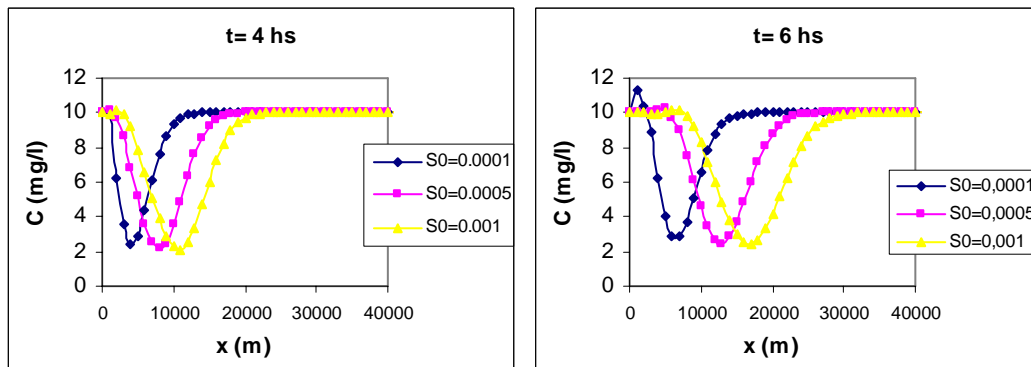 t= 4 hs
C (mg/l)
12
10
8
6
4
2
0
0 10000 20000 30000 40000
x (m)
S0=0.0001
S0=0.0005
S0=0.001
t= 6 hs
C (mg/l)
12
10
8
6
4
2
0
0 10000 20000 30000 40000
x (m)
S0=0,0001
S0=0,0005
S0=0,001